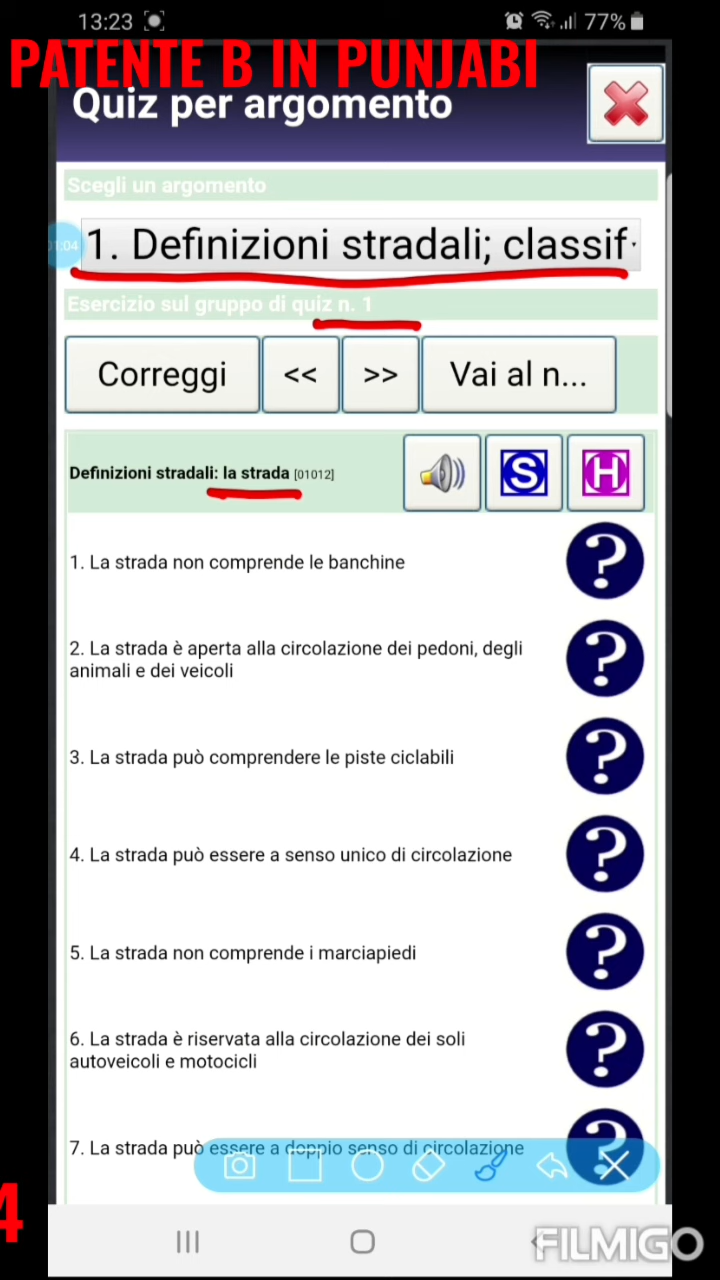 13:23
77%
PATENTE B IN PUNJABI
Quiz per argomento
Scegli un argomento
01:04
1. Definizioni stradali; classif
Esercizio sul gruppo di quiz n. 1
Correggi << >> Vai al n...
Definizioni stradali: la strada [01012]
S H
1. La strada non comprende le banchine
?
2. La strada è aperta alla circolazione dei pedoni, degli
animali e dei veicoli
?
3. La strada può comprendere le piste ciclabili
?
4. La strada può essere a senso unico di circolazione
?
5. La strada non comprende i marciapiedi
?
6. La strada è riservata alla circolazione dei soli
autoveicoli e motocicli
?
7. La strada può essere a doppio senso di circolazione
?
4
FILMIGO